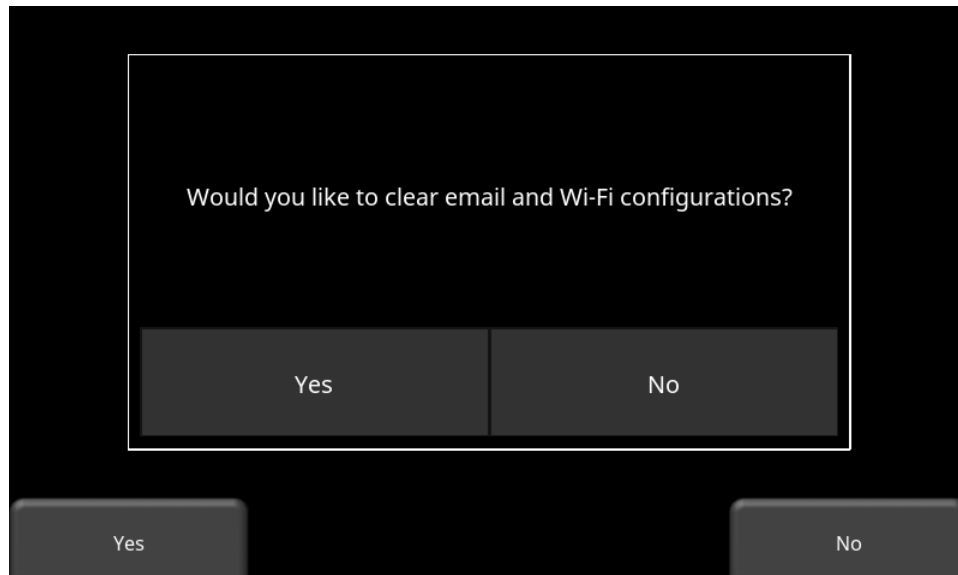 Would you like to clear email and Wi-Fi configurations?
Yes No
Yes No